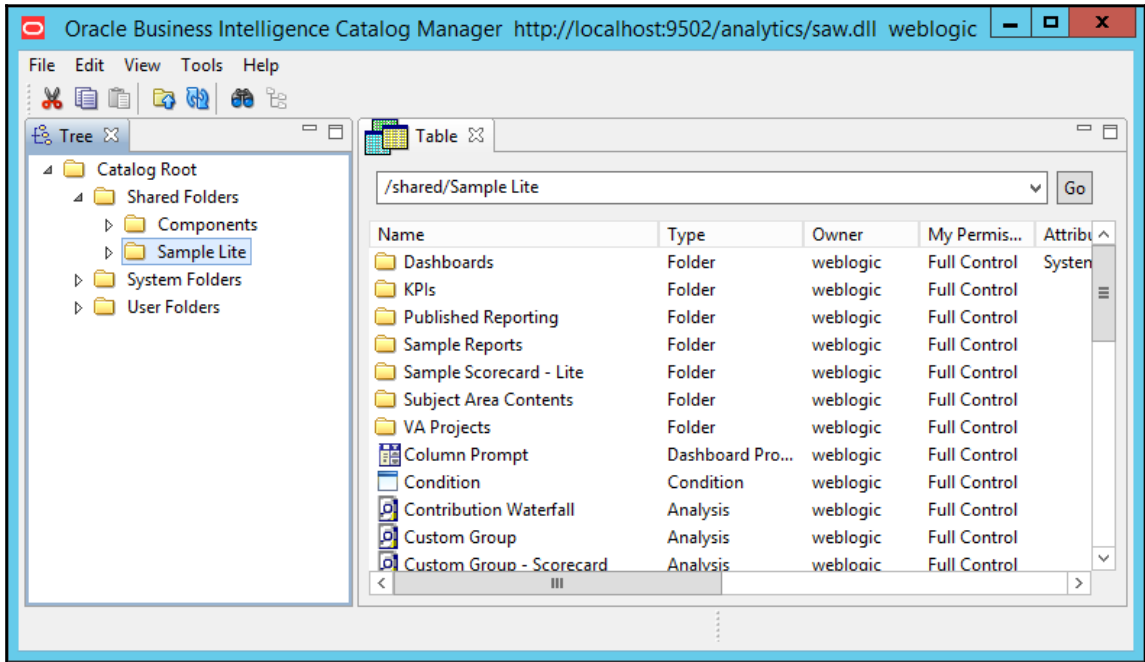 Oracle Business Intelligence Catalog Manager http://localhost:9502/analytics/saw.dll weblogic
File Edit View Tools Help
Tree
Table
Catalog Root
Shared Folders
Components
Sample Lite
System Folders
User Folders
/shared/Sample Lite Go
Name Type Owner My Permis... Attribu
Dashboards Folder weblogic Full Control System
KPIs Folder weblogic Full Control
Published Reporting Folder weblogic Full Control
Sample Reports Folder weblogic Full Control
Sample Scorecard - Lite Folder weblogic Full Control
Subject Area Contents Folder weblogic Full Control
VA Projects Folder weblogic Full Control
Column Prompt Dashboard Pro... weblogic Full Control
Condition Condition weblogic Full Control
Contribution Waterfall Analysis weblogic Full Control
Custom Group Analysis weblogic Full Control
Custom Group - Scorecard Analysis weblogic Full Control